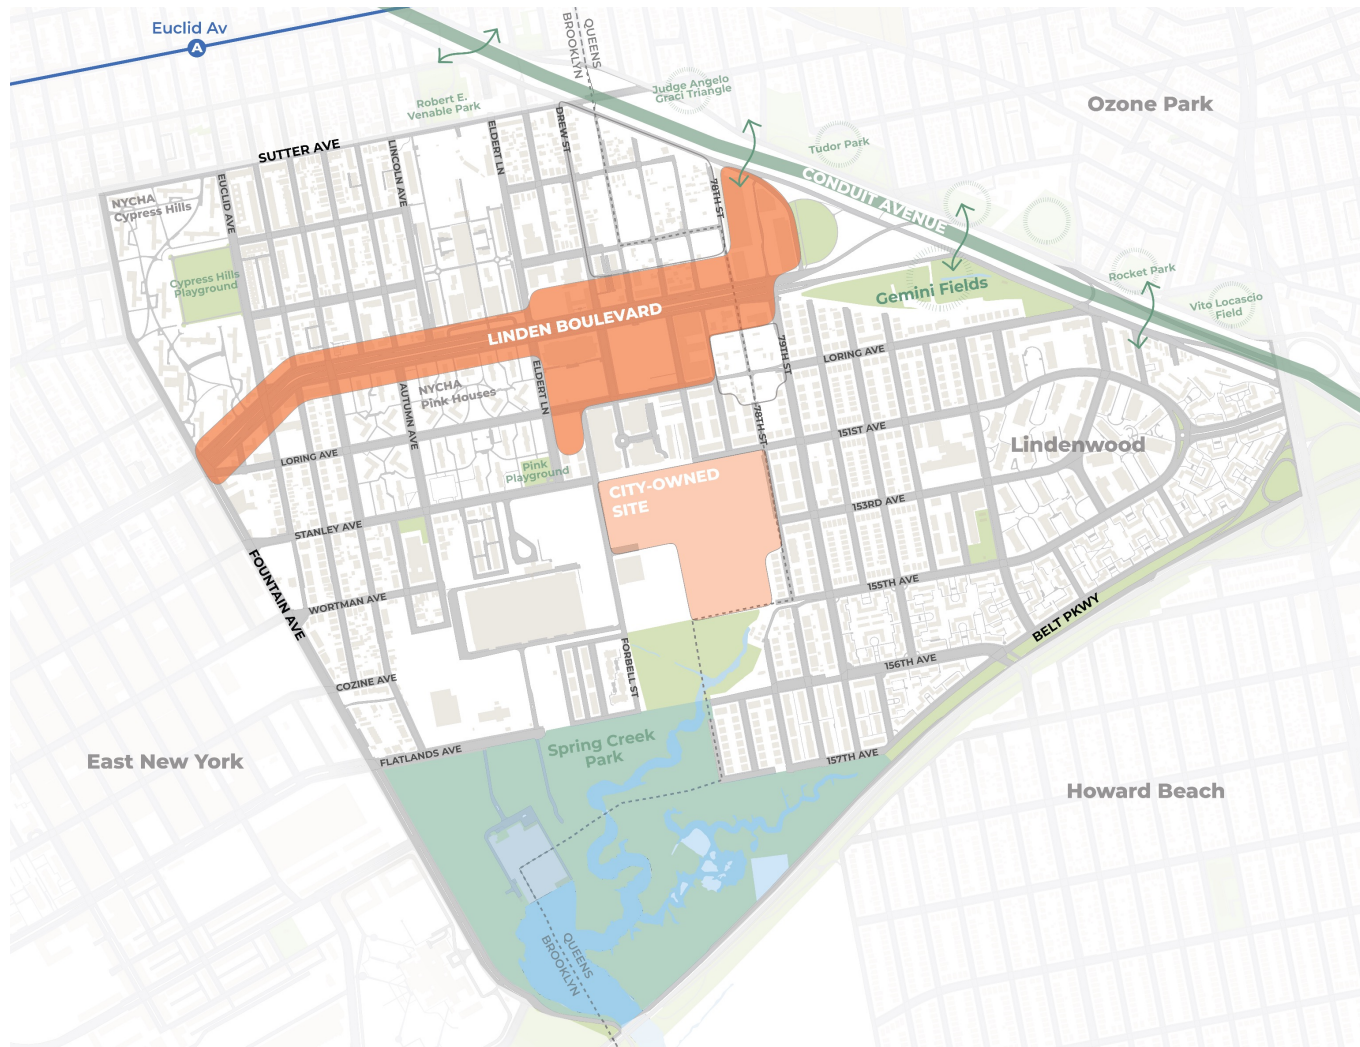 Euclid Av
A
QUEENS
BROOKLYN
Judge Angelo
Graci Triangle
Robert E.
Venable Park
Ozone Park
Tudor Park
SUTTER AVE
ELDERT LN
DREW ST
LINCOLN AVE
EUCLID AVE
NYCHA
Cypress Hills
78TH ST
CONDUIT AVENUE
Cypress Hills
Playground
Gemini Fields
Rocket Park
Vito Locascio
Field
LINDEN BOULEVARD
79TH ST
LORING AVE
ELDERT LN
NYCHA
Pink Houses
AUTUMN AVE
78TH ST
151ST AVE
Lindenwood
LORING AVE
Pink
Playground
CITY-OWNED
SITE
153RD AVE
STANLEY AVE
FOUNTAIN AVE
155TH AVE
WORTMAN AVE
BELT PKWY
FORBELL ST
156TH AVE
COZINE AVE
FLATLANDS AVE
Spring Creek
Park
157TH AVE
East New York
Howard Beach
QUEENS
BROOKLYN